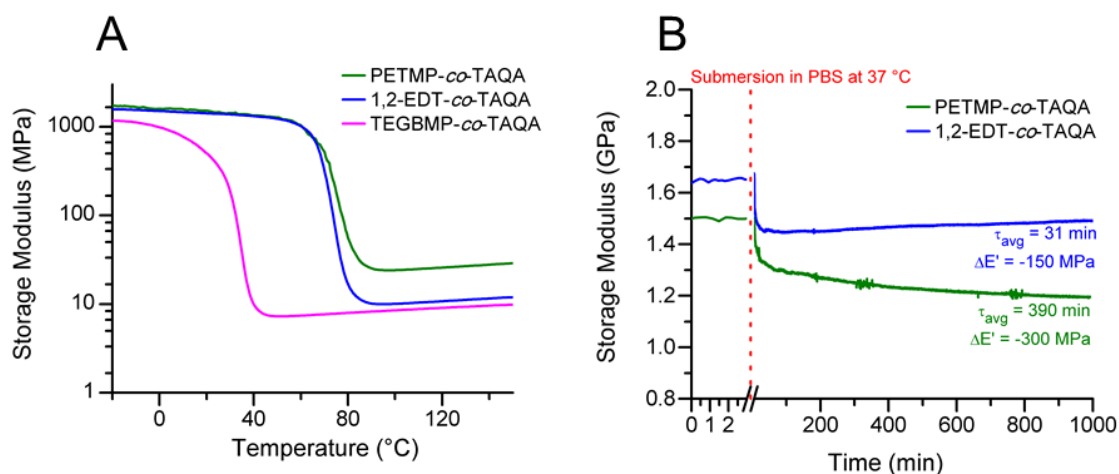 A
PETMP-co-TAQA
1,2-EDT-co-TAQA
TEGBMP-co-TAQA
Storage Modulus (MPa)
1000
100
10
1
0 40 80 120
Temperature (°C)
B
Submersion in PBS at 37 °C
PETMP-co-TAQA
1,2-EDT-co-TAQA
Storage Modulus (GPa)
2.0
1.8
1.6
1.4
1.2
1.0
0.8
τavg = 31 min
ΔE' = -150 MPa
τavg = 390 min
ΔE' = -300 MPa
0 1 2 200 400 600 800 1000
Time (min)